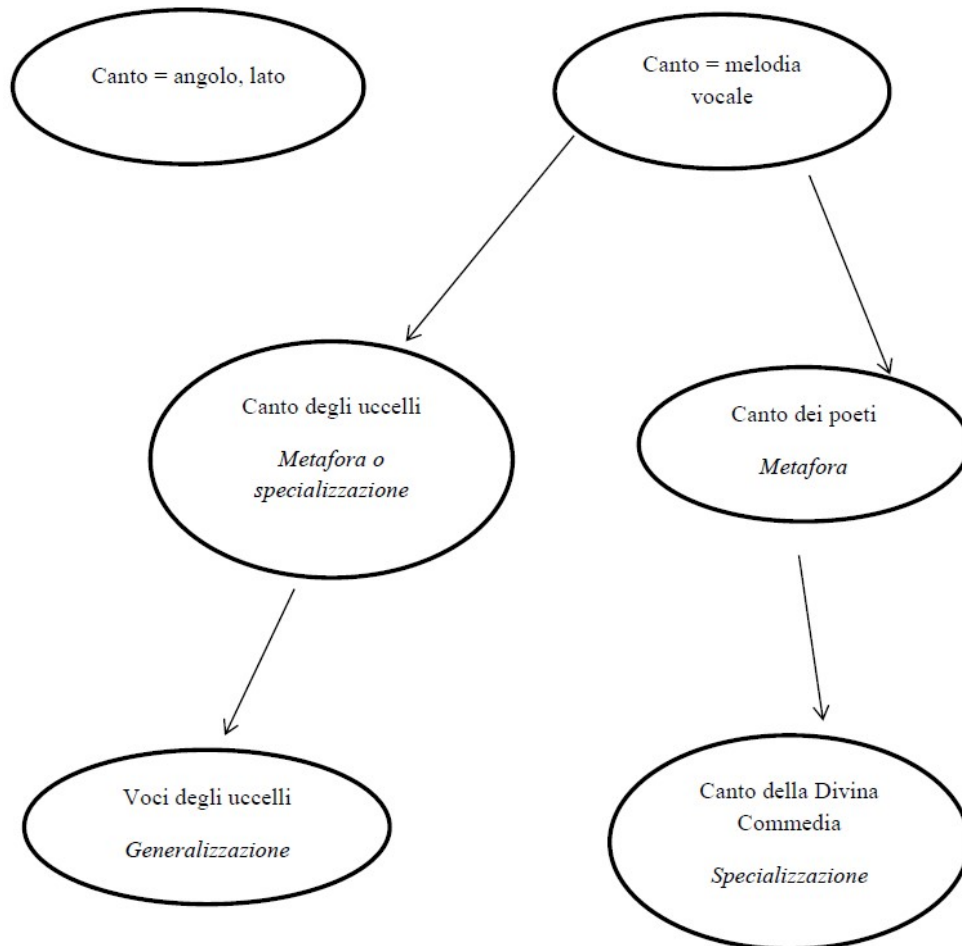 Canto = angolo, lato
Canto = melodia
vocale
Canto degli uccelli
Metafora o
specializzazione
Canto dei poeti
Metafora
Voci degli uccelli
Generalizzazione
Canto della Divina
Commedia
Specializzazione